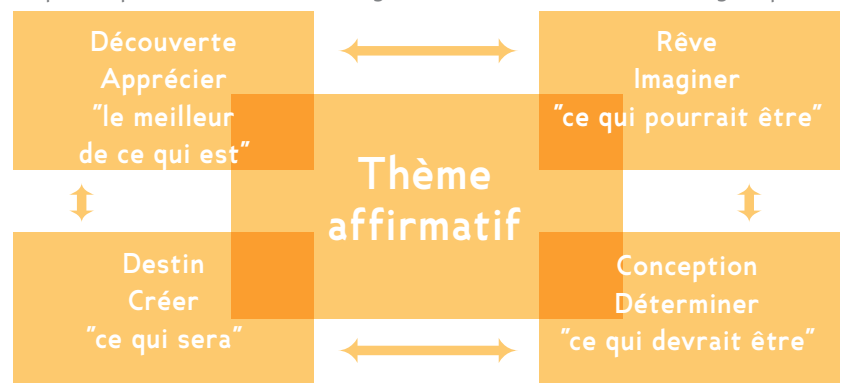 Découverte
Apprécier
"le meilleur
de ce qui est"
Rêve
Imaginer
"ce qui pourrait être"
Thème
affirmatif
Destin
Créer
"ce qui sera"
Conception
Déterminer
"ce qui devrait être"